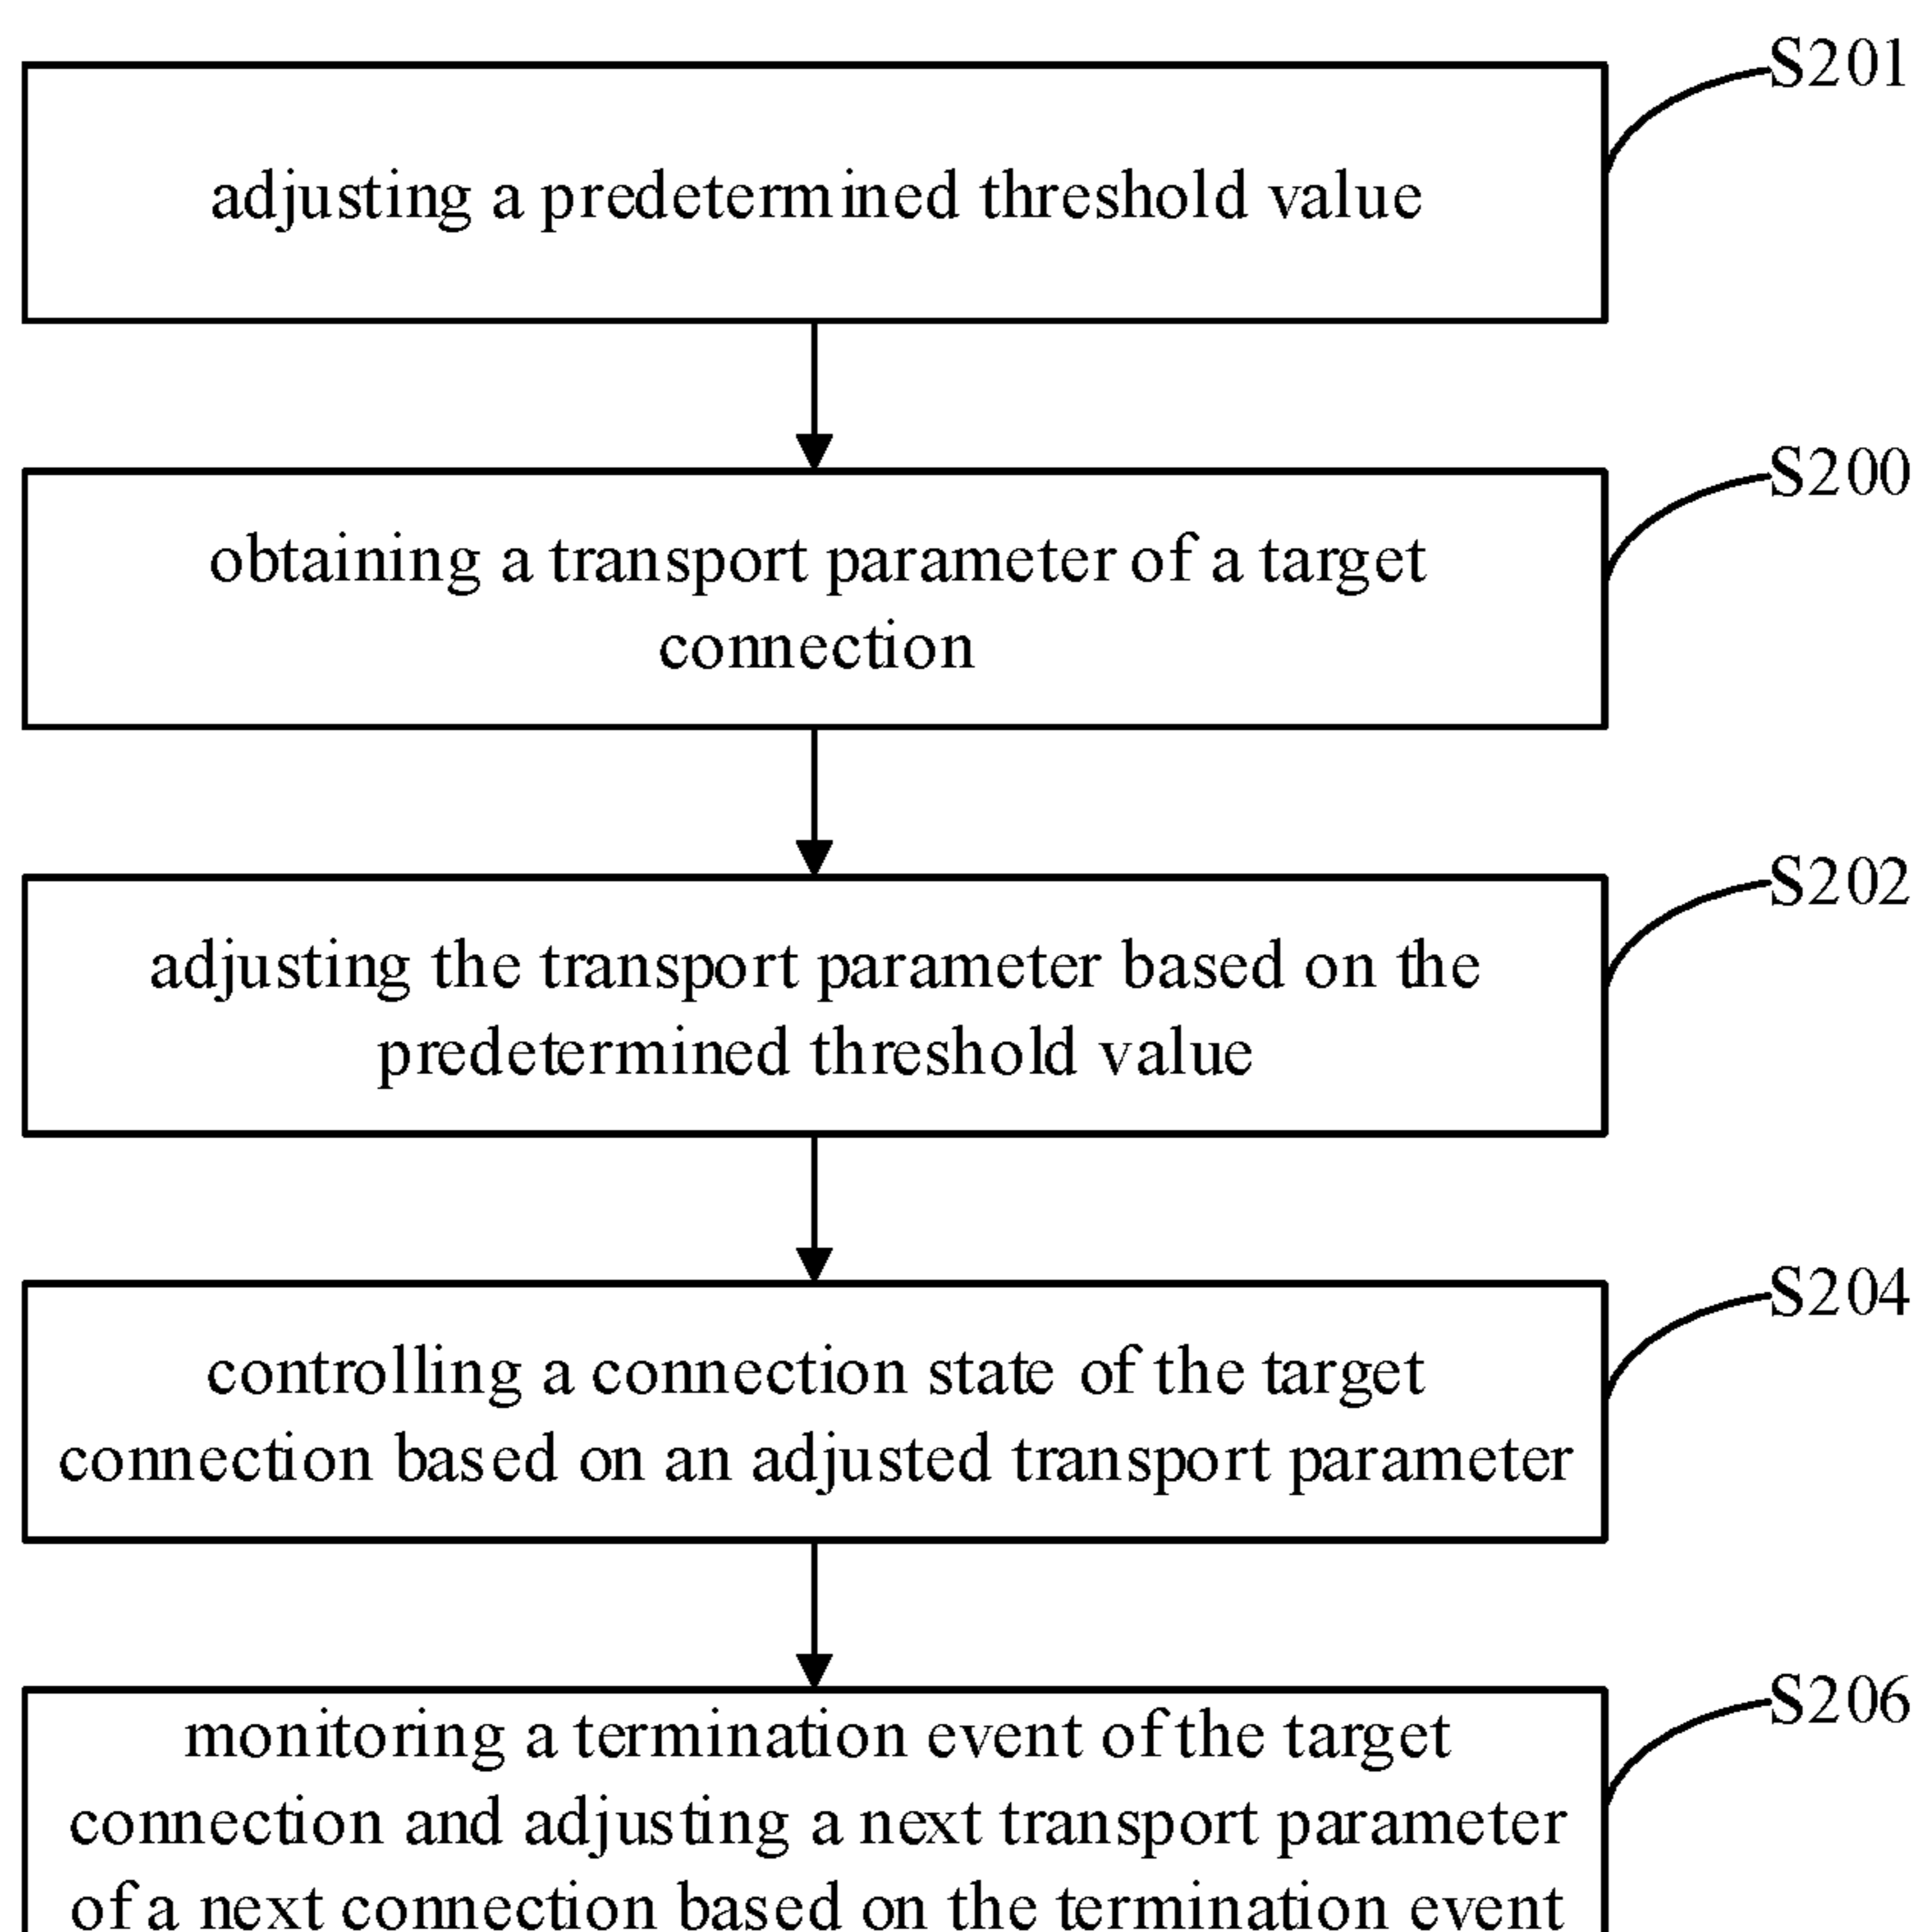 S201
adjusting a predetermined threshold value
S200
obtaining a transport parameter of a target
connection
S202
adjusting the transport parameter based on the
predetermined threshold value
S204
controlling a connection state of the target
connection based on an adjusted transport parameter
S206
monitoring a termination event of the target
connection and adjusting a next transport parameter
of a next connection based on the termination event